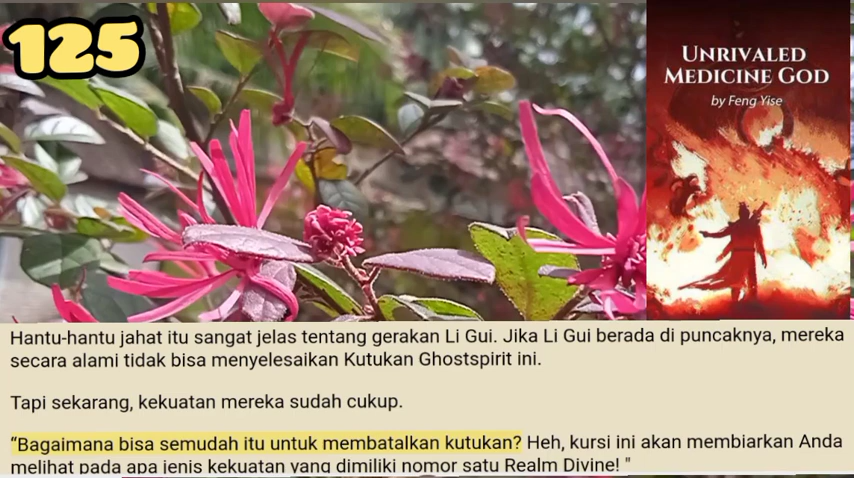 125
UNRIVALED
MEDICINE GOD
by Feng Yise
Hantu-hantu jahat itu sangat jelas tentang gerakan Li Gui. Jika Li Gui berada di puncaknya, mereka
secara alami tidak bisa menyelesaikan Kutukan Ghostspirit ini.
Tapi sekarang, kekuatan mereka sudah cukup.
“Bagaimana bisa semudah itu untuk membatalkan kutukan? Heh, kursi ini akan membiarkan Anda
melihat pada apa jenis kekuatan yang dimiliki nomor satu Realm Divine! "